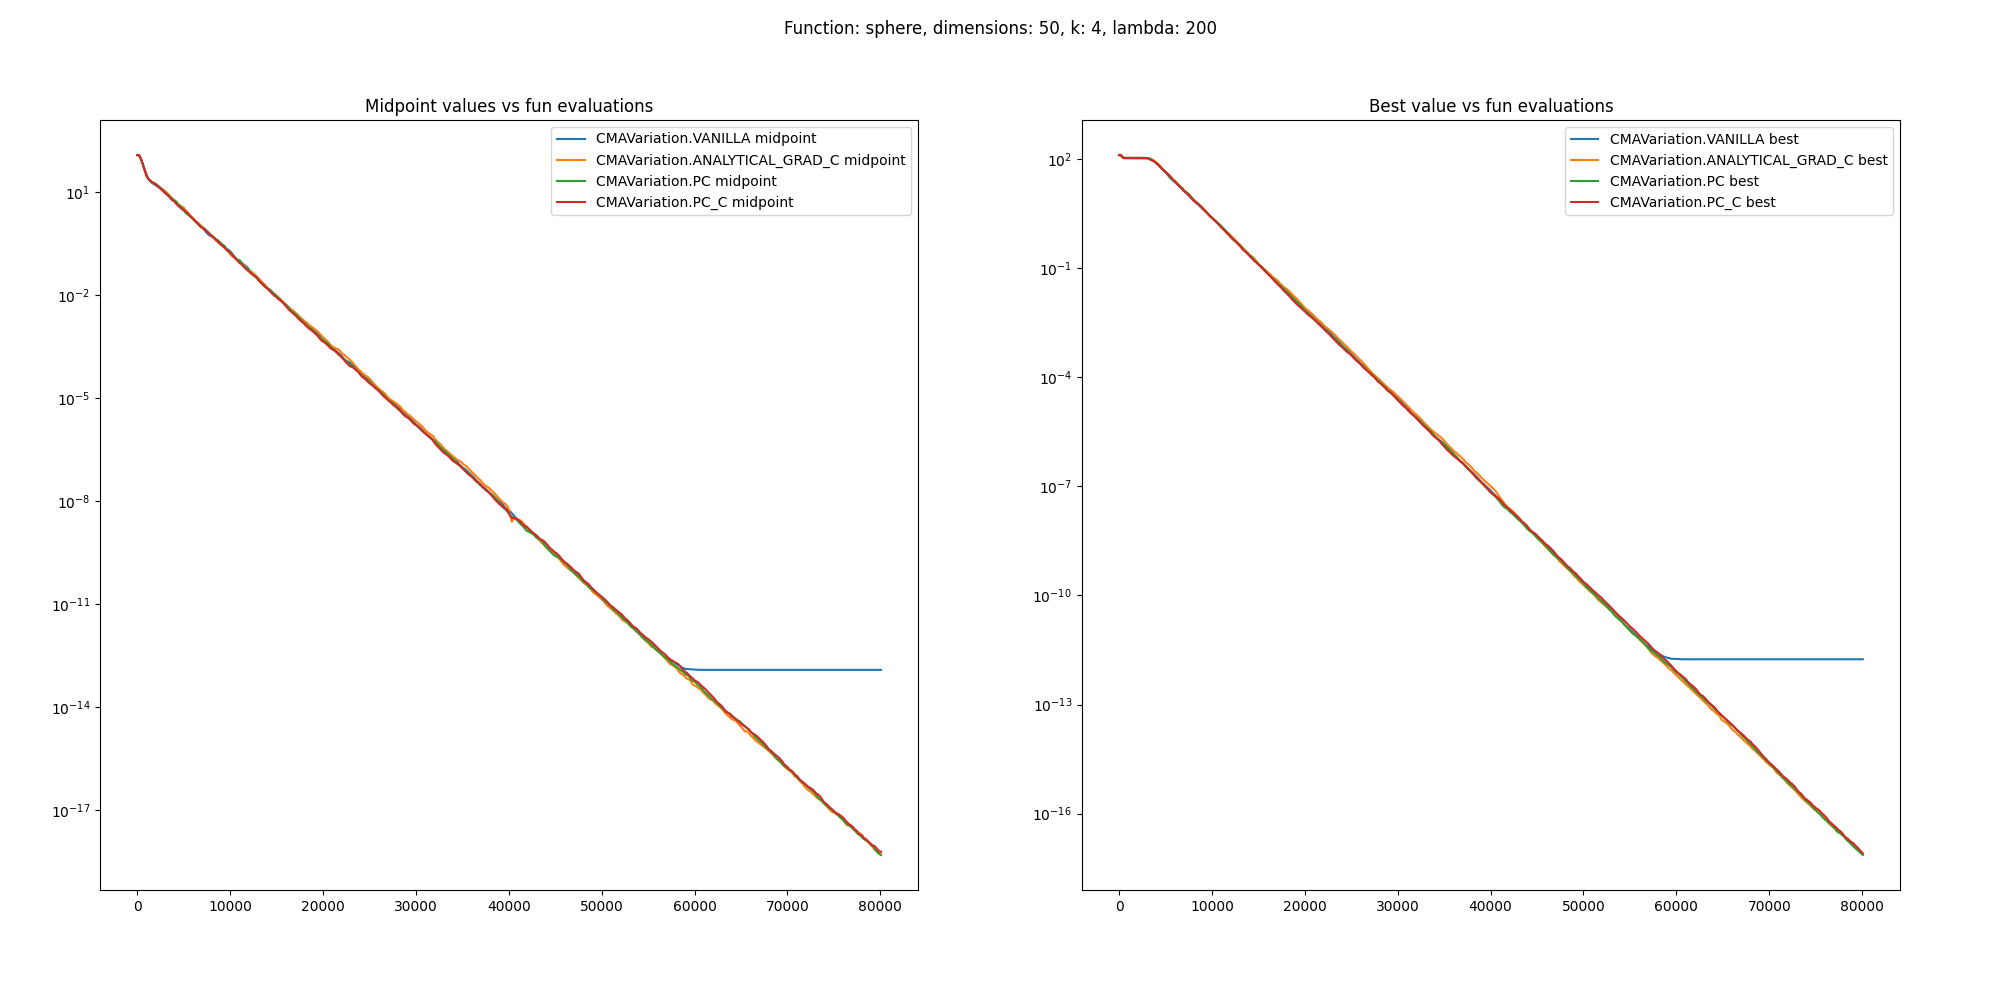 Function: sphere, dimensions: 50, k: 4, lambda: 200
Midpoint values vs fun evaluations
CMAVariation.VANILLA midpoint
CMAVariation.ANALYTICAL_GRAD_C midpoint
CMAVariation.PC midpoint
CMAVariation.PC_C midpoint
10^1
10^−2
10^−5
10^−8
10^−11
10^−14
10^−17
0 10000 20000 30000 40000 50000 60000 70000 80000
Best value vs fun evaluations
CMAVariation.VANILLA best
CMAVariation.ANALYTICAL_GRAD_C best
CMAVariation.PC best
CMAVariation.PC_C best
10^2
10^−1
10^−4
10^−7
10^−10
10^−13
10^−16
0 10000 20000 30000 40000 50000 60000 70000 80000